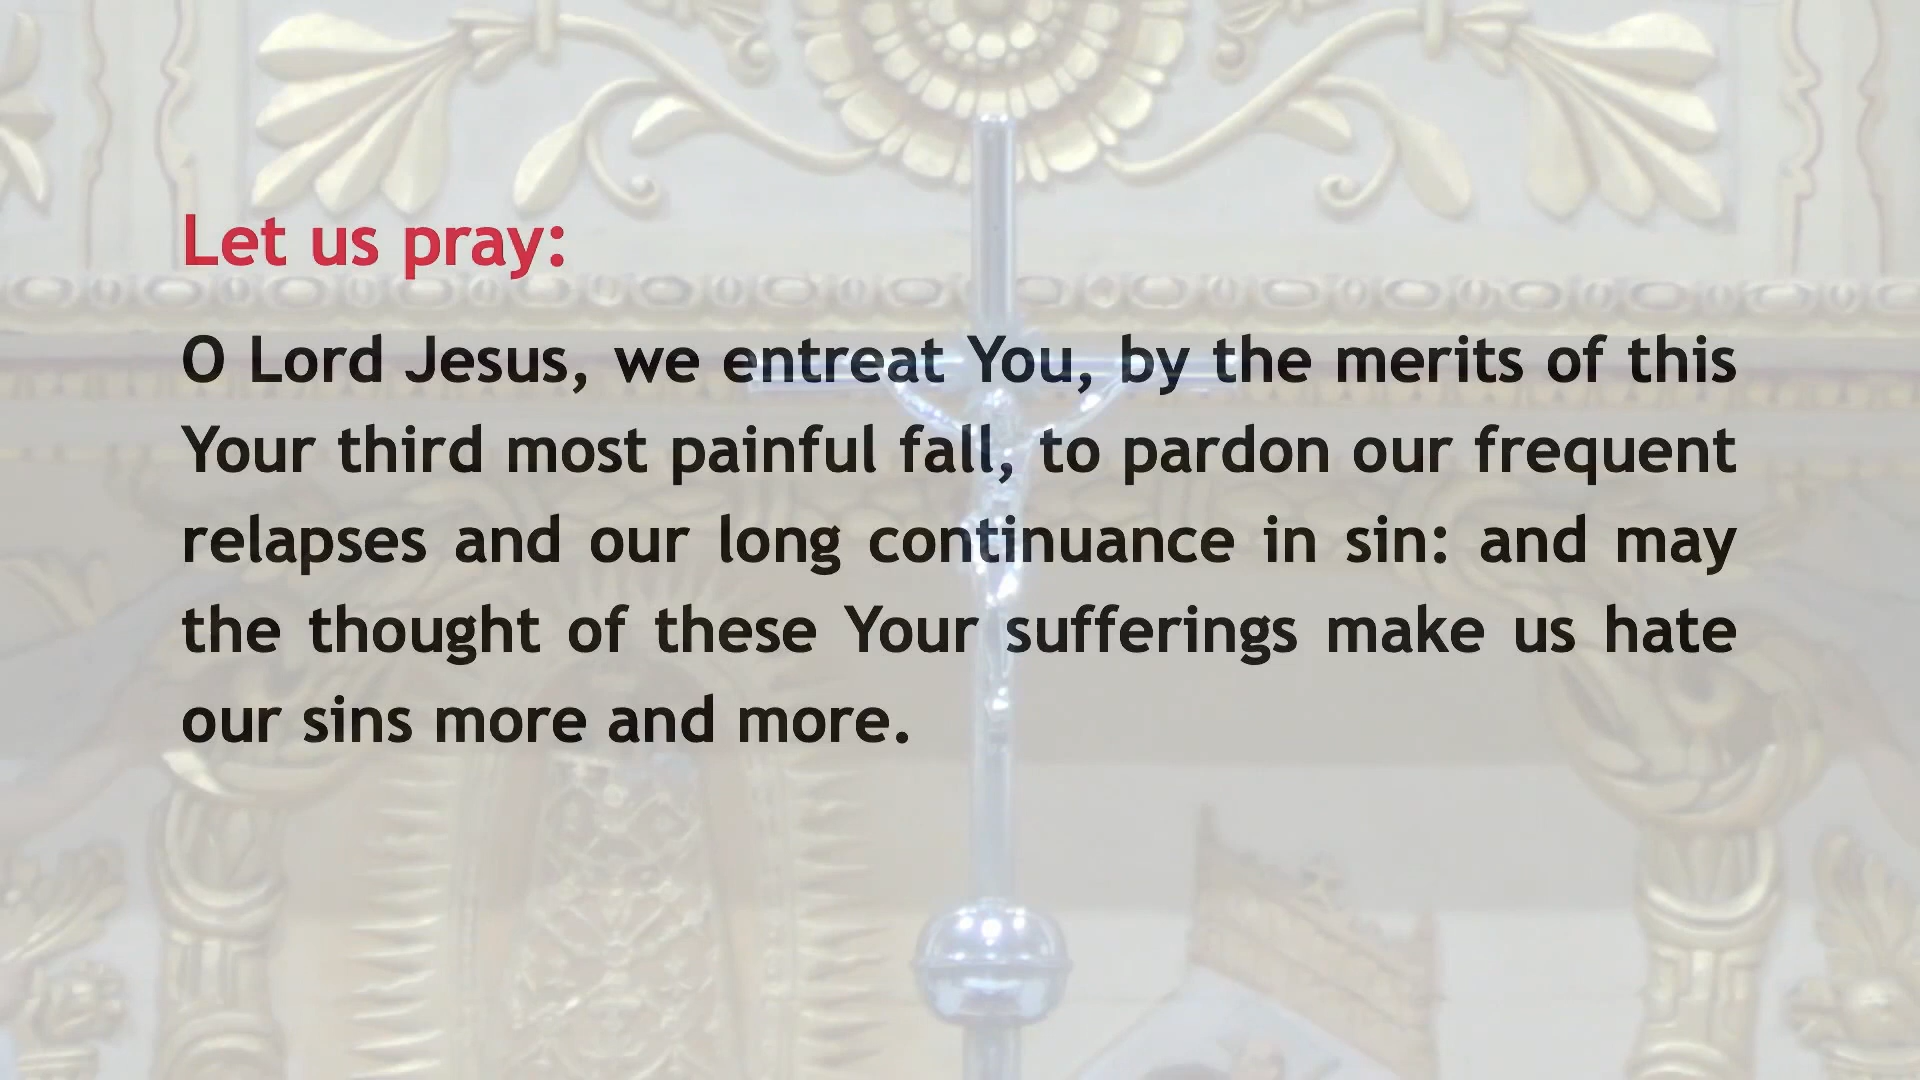 Let us pray:
O Lord Jesus, we entreat You, by the merits of this
Your third most painful fall, to pardon our frequent
relapses and our long continuance in sin: and may
the thought of these Your sufferings make us hate
our sins more and more.